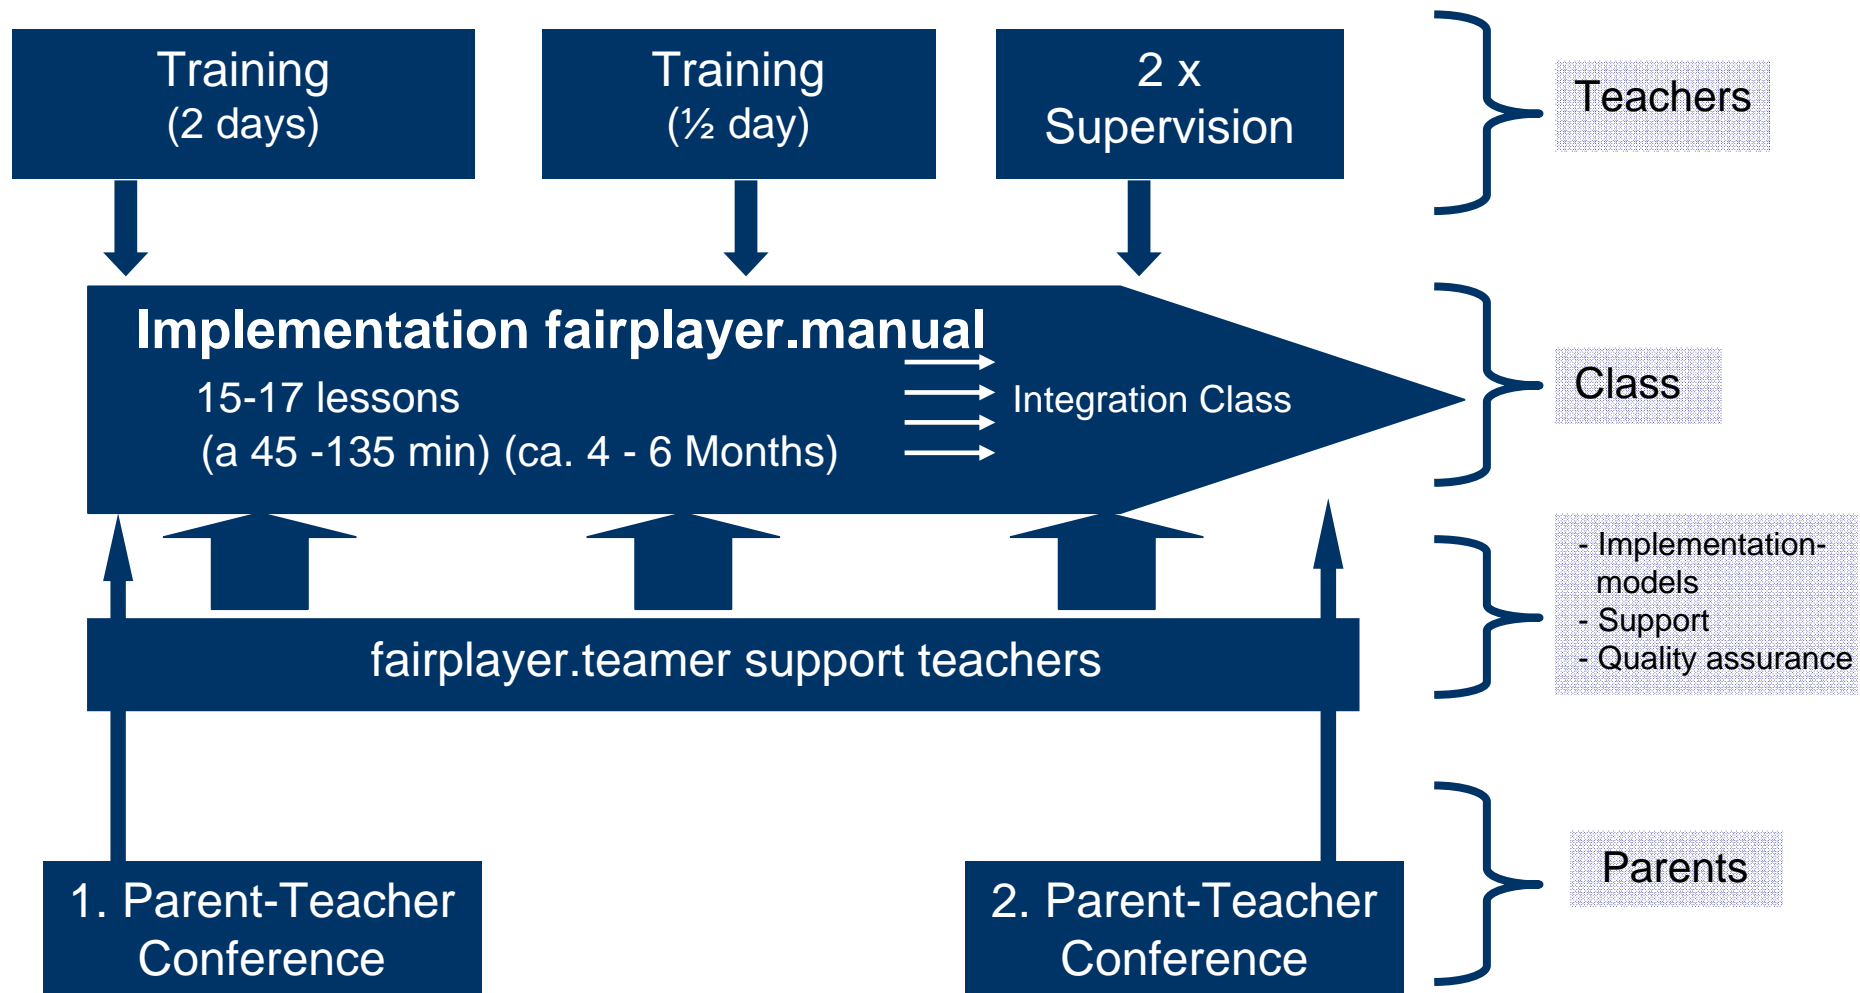 Training
(2 days)
Training
(½ day)
2 x
Supervision
Teachers
Implementation fairplayer.manual
15-17 lessons
(a 45 -135 min) (ca. 4 - 6 Months)
Integration Class
Class
- Implementation-
models
- Support
- Quality assurance
fairplayer.teamer support teachers
1. Parent-Teacher
Conference
2. Parent-Teacher
Conference
Parents